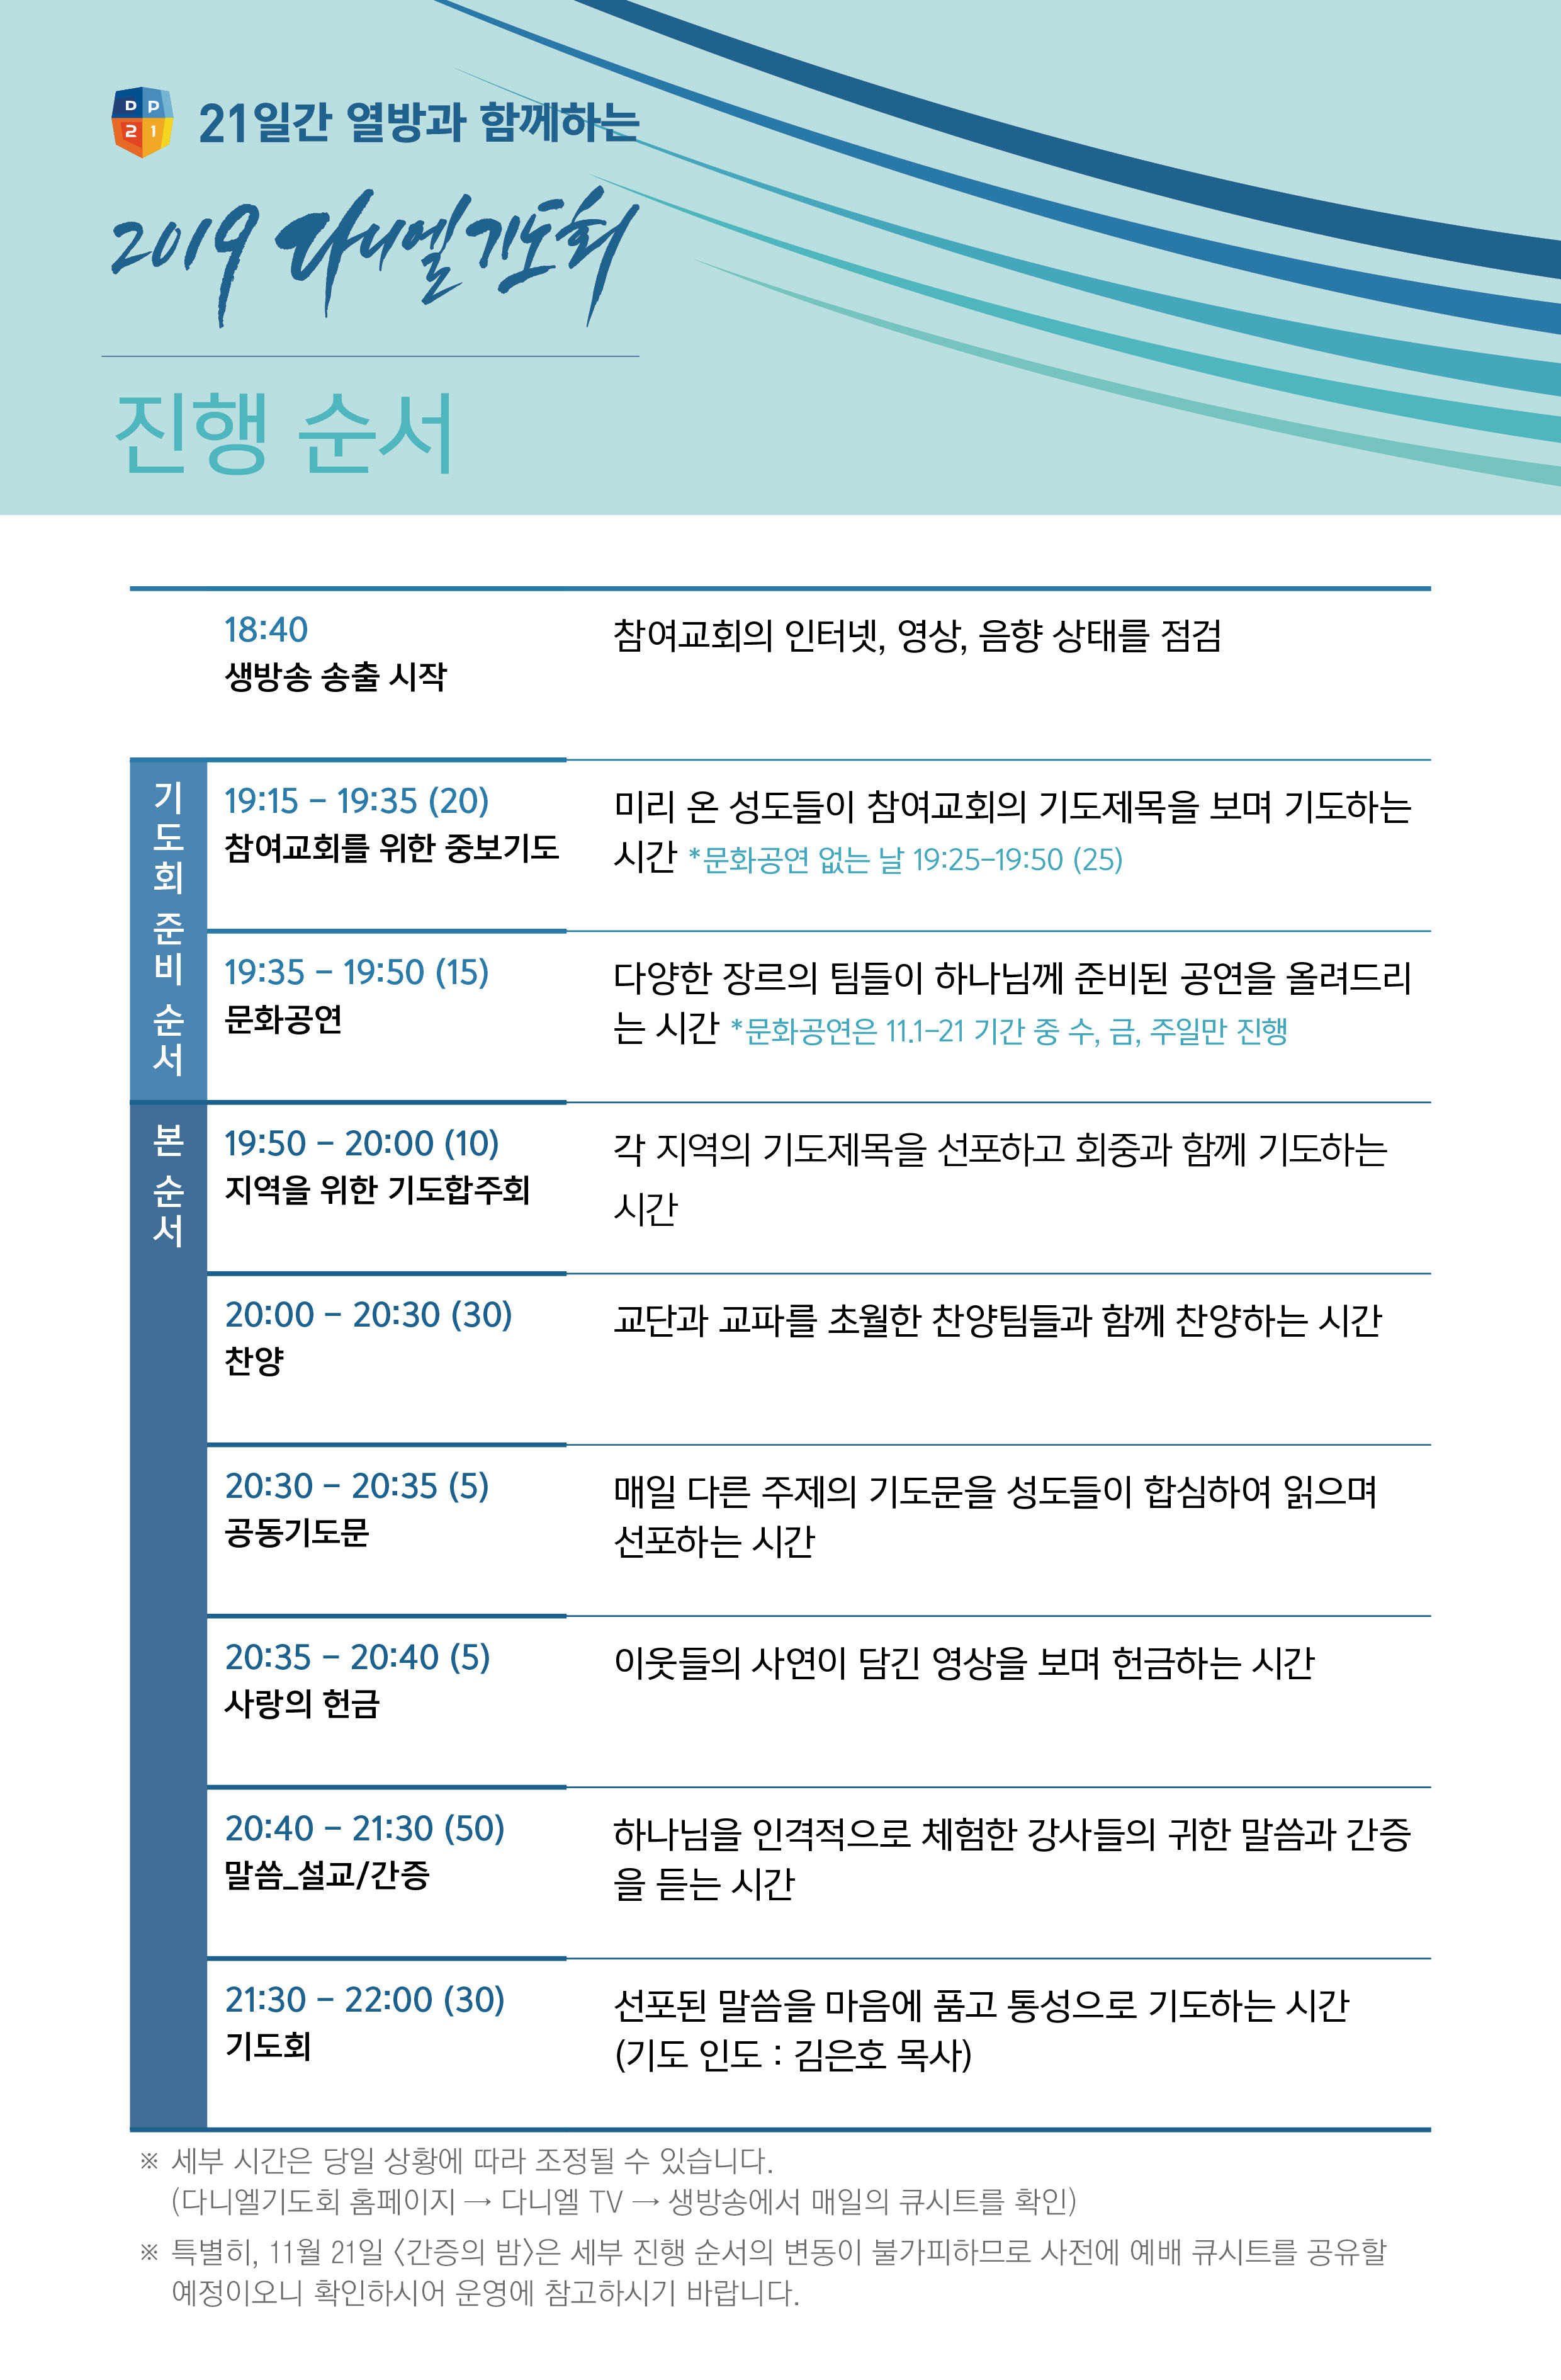 DP
21
21일간 열방과 함께하는
2019 다니엘기도회
진행 순서
18:40
생방송 송출 시작
참여교회의 인터넷, 영상, 음향 상태를 점검
기도회 준비 순서
19:15 – 19:35 (20)
참여교회를 위한 중보기도
미리 온 성도들이 참여교회의 기도제목을 보며 기도하는
시간 *문화공연 없는 날 19:25–19:50 (25)
19:35 – 19:50 (15)
문화공연
다양한 장르의 팀들이 하나님께 준비된 공연을 올려드리
는 시간 *문화공연은 11.1–21 기간 중 수, 금, 주일만 진행
본 순서
19:50 – 20:00 (10)
지역을 위한 기도합주회
각 지역의 기도제목을 선포하고 회중과 함께 기도하는
시간
20:00 – 20:30 (30)
찬양
교단과 교파를 초월한 찬양팀들과 함께 찬양하는 시간
20:30 – 20:35 (5)
공동기도문
매일 다른 주제의 기도문을 성도들이 합심하여 읽으며
선포하는 시간
20:35 – 20:40 (5)
사랑의 헌금
이웃들의 사연이 담긴 영상을 보며 헌금하는 시간
20:40 – 21:30 (50)
말씀_설교/간증
하나님을 인격적으로 체험한 강사들의 귀한 말씀과 간증
을 듣는 시간
21:30 – 22:00 (30)
기도회
선포된 말씀을 마음에 품고 통성으로 기도하는 시간
(기도 인도 : 김은호 목사)
※ 세부 시간은 당일 상황에 따라 조정될 수 있습니다.
(다니엘기도회 홈페이지 → 다니엘 TV → 생방송에서 매일의 큐시트를 확인)
※ 특별히, 11월 21일 〈간증의 밤〉은 세부 진행 순서의 변동이 불가피하므로 사전에 예배 큐시트를 공유할
예정이오니 확인하시어 운영에 참고하시기 바랍니다.